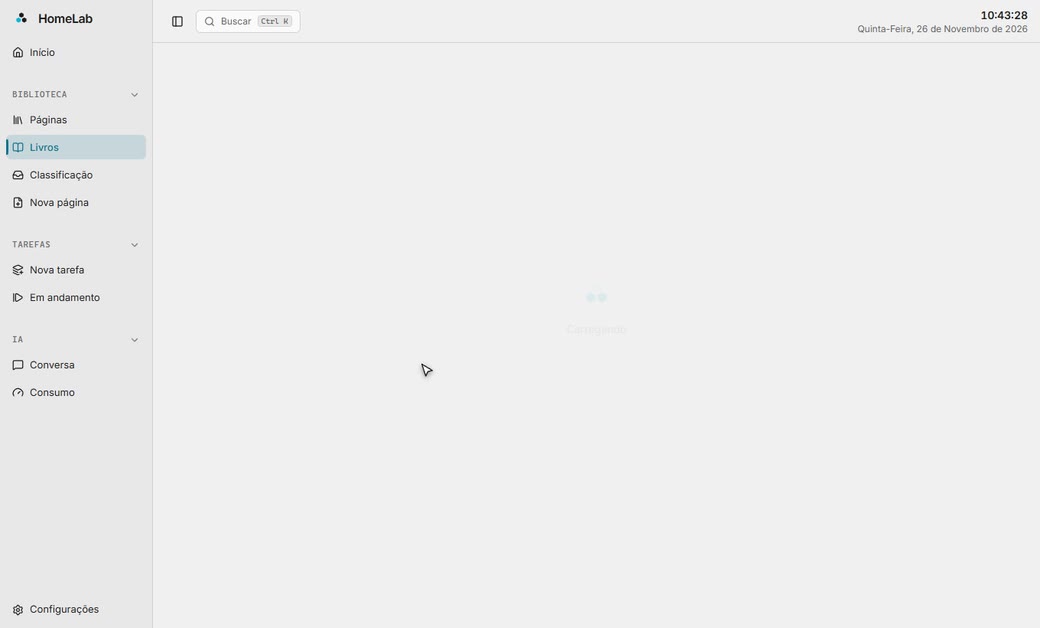 HomeLab
Início
BIBLIOTECA
Páginas
Livros
Classificação
Nova página
TAREFAS
Nova tarefa
Em andamento
IA
Conversa
Consumo
Configurações
Buscar Ctrl K
10:43:28
Quinta-Feira, 26 de Novembro de 2026
Carregando